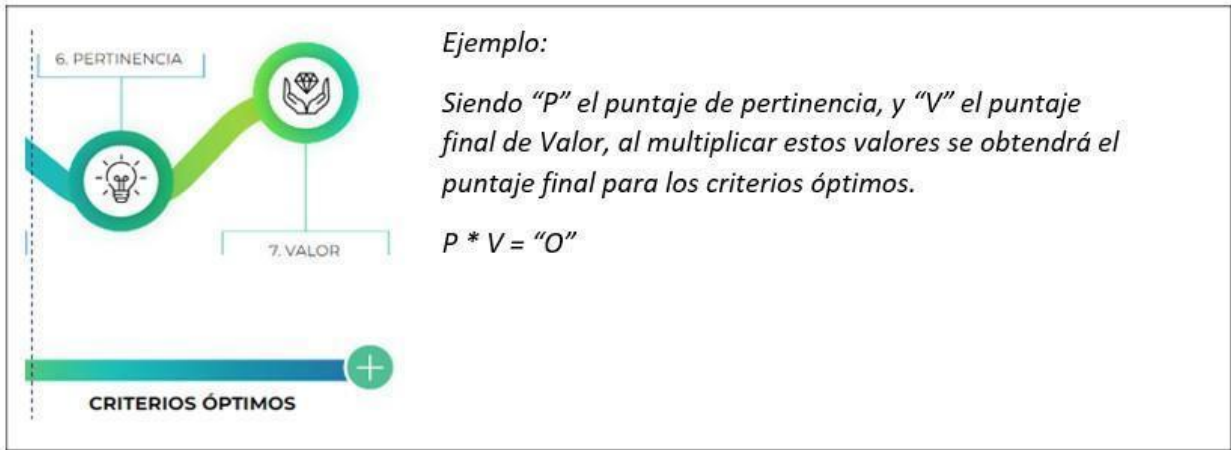 6. PERTINENCIA
7. VALOR
CRITERIOS ÓPTIMOS
Ejemplo:
Siendo “P” el puntaje de pertinencia, y “V” el puntaje
final de Valor, al multiplicar estos valores se obtendrá el
puntaje final para los criterios óptimos.
P * V = “O”